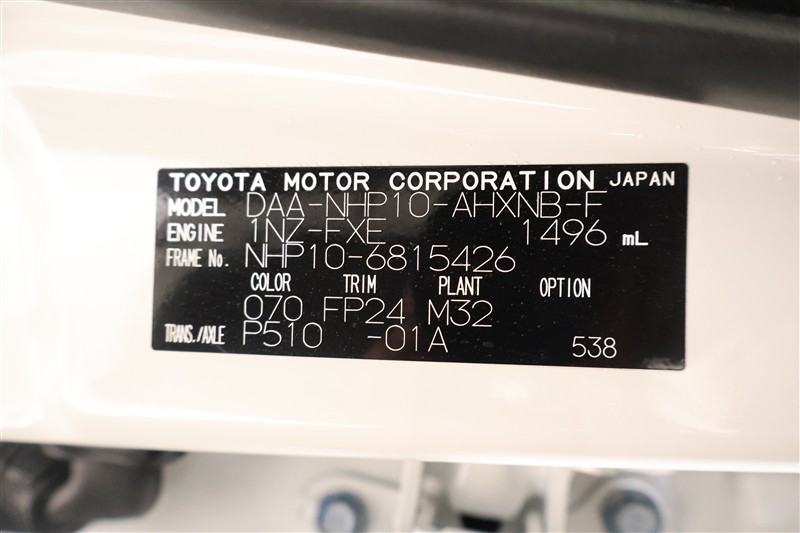 TOYOTA MOTOR CORPORATION JAPAN
MODEL DAA-NHP10-AHXNB-F
ENGINE 1NZ-FXE 1496 mL
FRAME No. NHP10-6815426
COLOR TRIM PLANT OPTION
070 FP24 M32
TRANS./AXLE P510 -01A 538